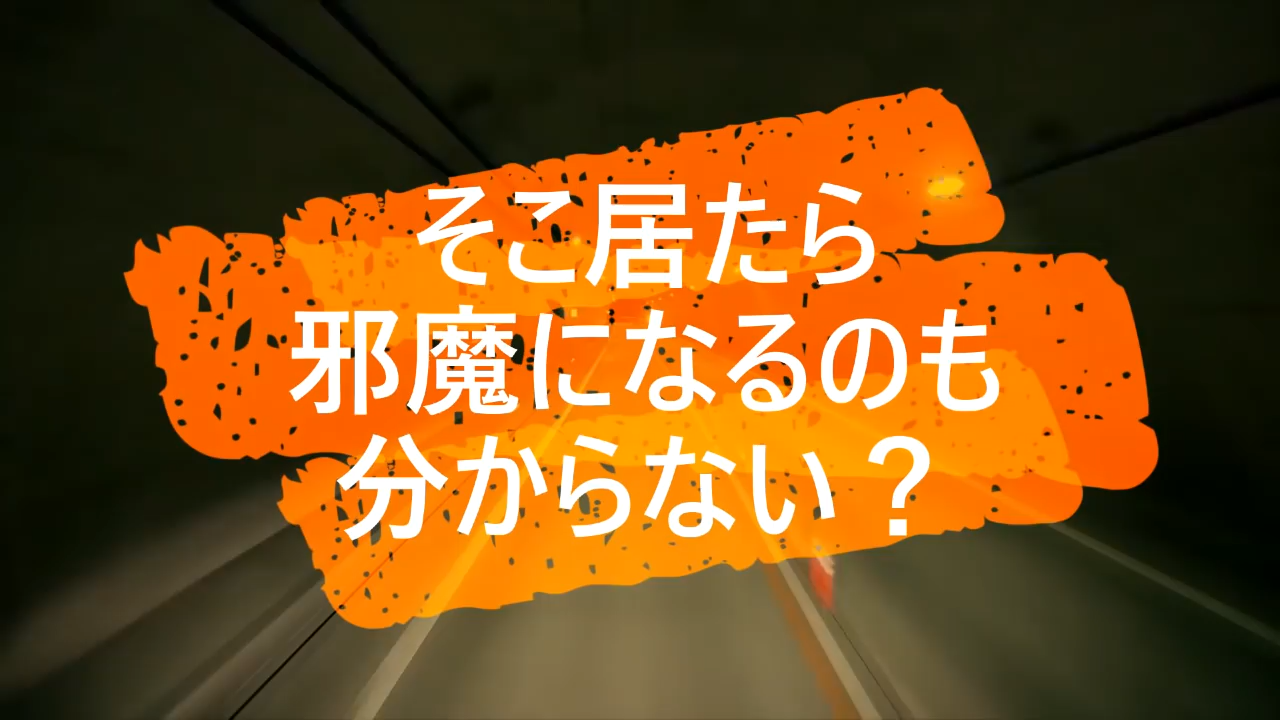 そこ居たら
邪魔になるのも
分からない？